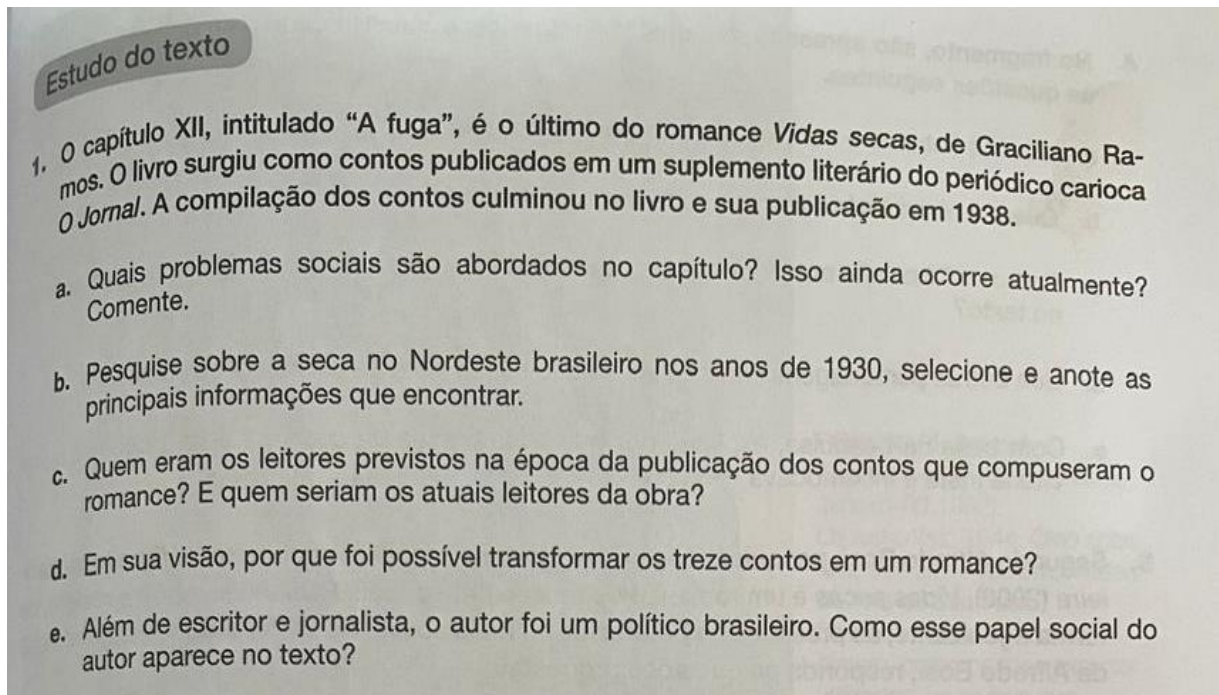 Estudo do texto
1. O capítulo XII, intitulado “A fuga”, é o último do romance Vidas secas, de Graciliano Ra-
mos. O livro surgiu como contos publicados em um suplemento literário do periódico carioca
O Jornal. A compilação dos contos culminou no livro e sua publicação em 1938.
a. Quais problemas sociais são abordados no capítulo? Isso ainda ocorre atualmente?
Comente.
b. Pesquise sobre a seca no Nordeste brasileiro nos anos de 1930, selecione e anote as
principais informações que encontrar.
c. Quem eram os leitores previstos na época da publicação dos contos que compuseram o
romance? E quem seriam os atuais leitores da obra?
d. Em sua visão, por que foi possível transformar os treze contos em um romance?
e. Além de escritor e jornalista, o autor foi um político brasileiro. Como esse papel social do
autor aparece no texto?